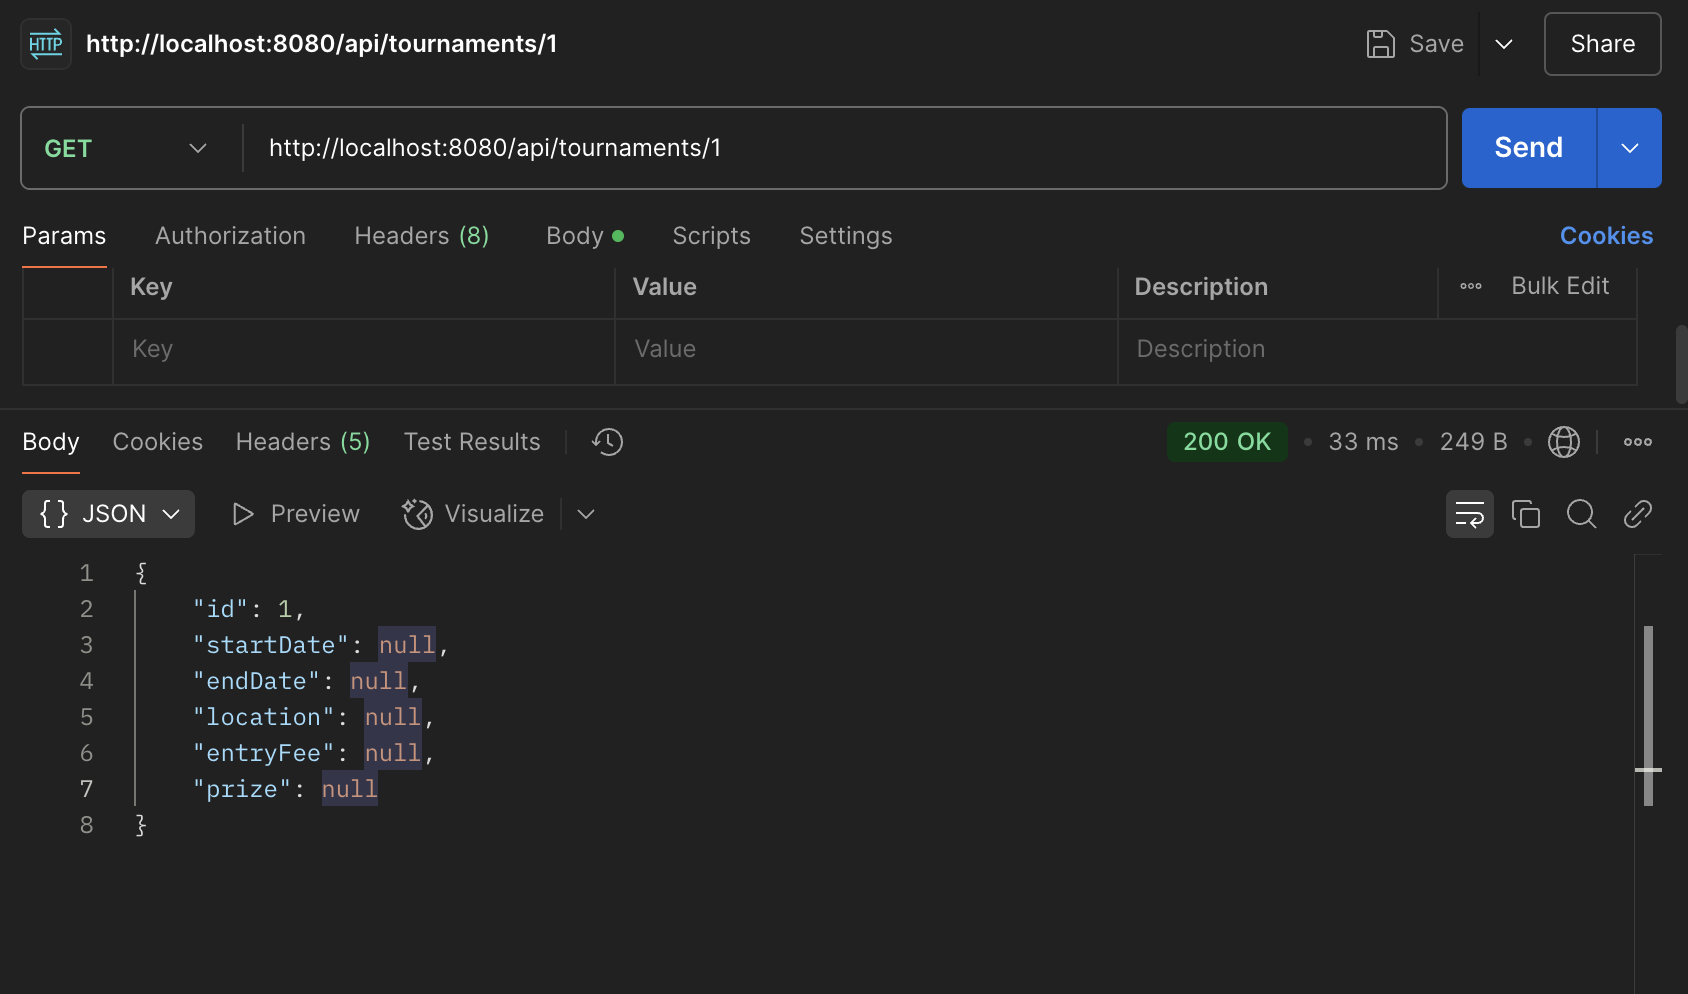 HTTP http://localhost:8080/api/tournaments/1 Save Share
GET http://localhost:8080/api/tournaments/1 Send
Params Authorization Headers (8) Body Scripts Settings Cookies
Key Value Description Bulk Edit
Key Value Description
Body Cookies Headers (5) Test Results 200 OK • 33 ms • 249 B
{} JSON Preview Visualize
1 {
2 "id": 1,
3 "startDate": null,
4 "endDate": null,
5 "location": null,
6 "entryFee": null,
7 "prize": null
8 }